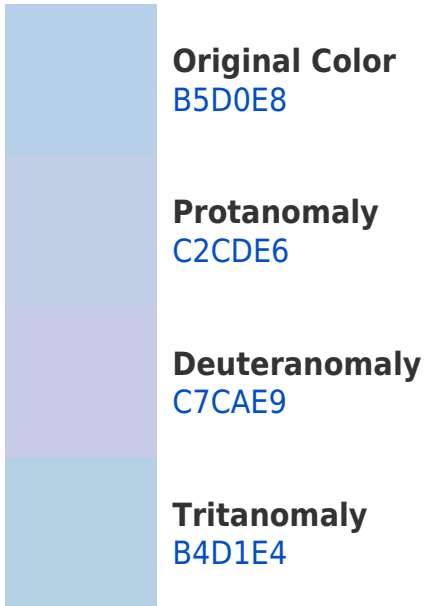 Original Color
B5D0E8
Protanomaly
C2CDE6
Deuteranomaly
C7CAE9
Tritanomaly
B4D1E4